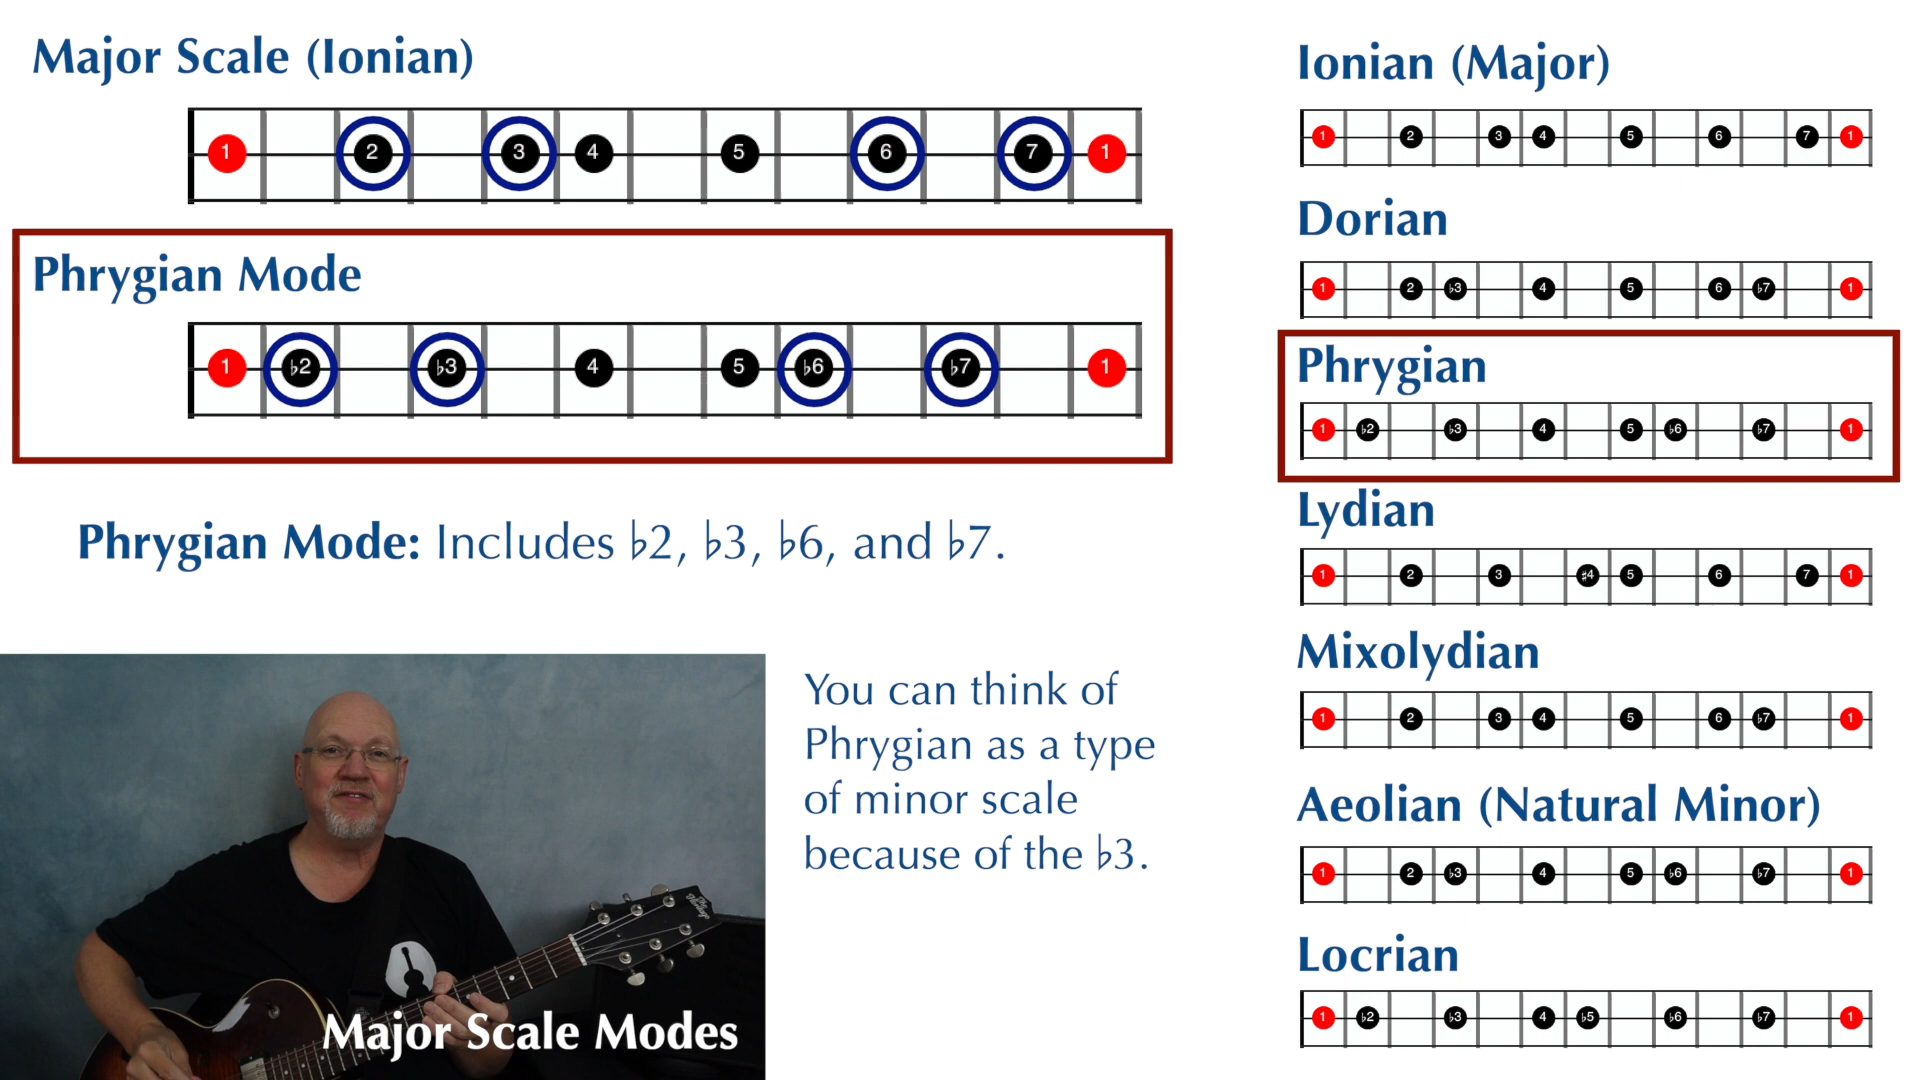 Major Scale (Ionian)
1 2 3 4 5 6 7 1
Phrygian Mode
1 ♭2 ♭3 4 5 ♭6 ♭7 1
Phrygian Mode: Includes ♭2, ♭3, ♭6, and ♭7.
You can think of
Phrygian as a type
of minor scale
because of the ♭3.
Major Scale Modes
Ionian (Major)
1 2 3 4 5 6 7 1
Dorian
1 2 ♭3 4 5 6 ♭7 1
Phrygian
1 ♭2 ♭3 4 5 ♭6 ♭7 1
Lydian
1 2 3 ♯4 5 6 7 1
Mixolydian
1 2 3 4 5 6 ♭7 1
Aeolian (Natural Minor)
1 2 ♭3 4 5 ♭6 ♭7 1
Locrian
1 ♭2 ♭3 4 ♭5 ♭6 ♭7 1